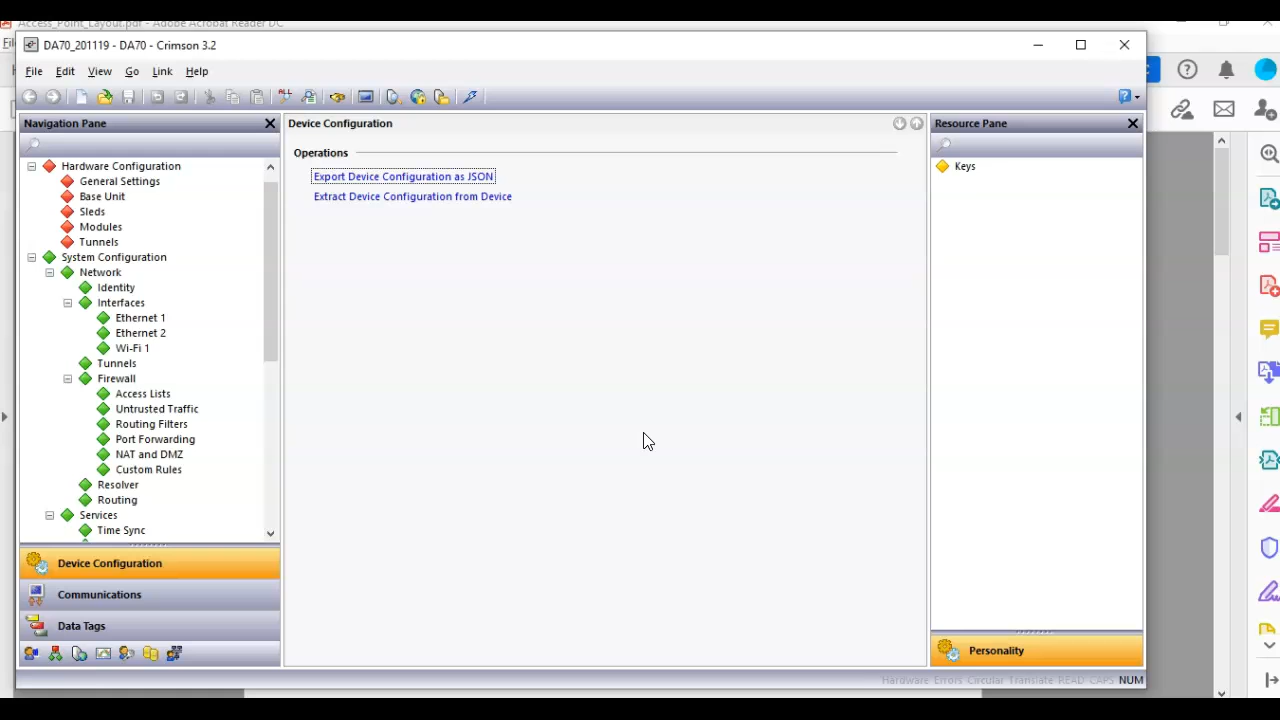 Access_Point_Layout.pdf - Adobe Acrobat Reader DC
DA70_201119 - DA70 - Crimson 3.2
File Edit View Go Link Help
Navigation Pane
Device Configuration
Resource Pane
Operations
Export Device Configuration as JSON
Extract Device Configuration from Device
Keys
Hardware Configuration
General Settings
Base Unit
Sleds
Modules
Tunnels
System Configuration
Network
Identity
Interfaces
Ethernet 1
Ethernet 2
Wi-Fi 1
Tunnels
Firewall
Access Lists
Untrusted Traffic
Routing Filters
Port Forwarding
NAT and DMZ
Custom Rules
Resolver
Routing
Services
Time Sync
Device Configuration
Communications
Data Tags
Personality
Hardware Errors Circular Translate READ CAPS NUM